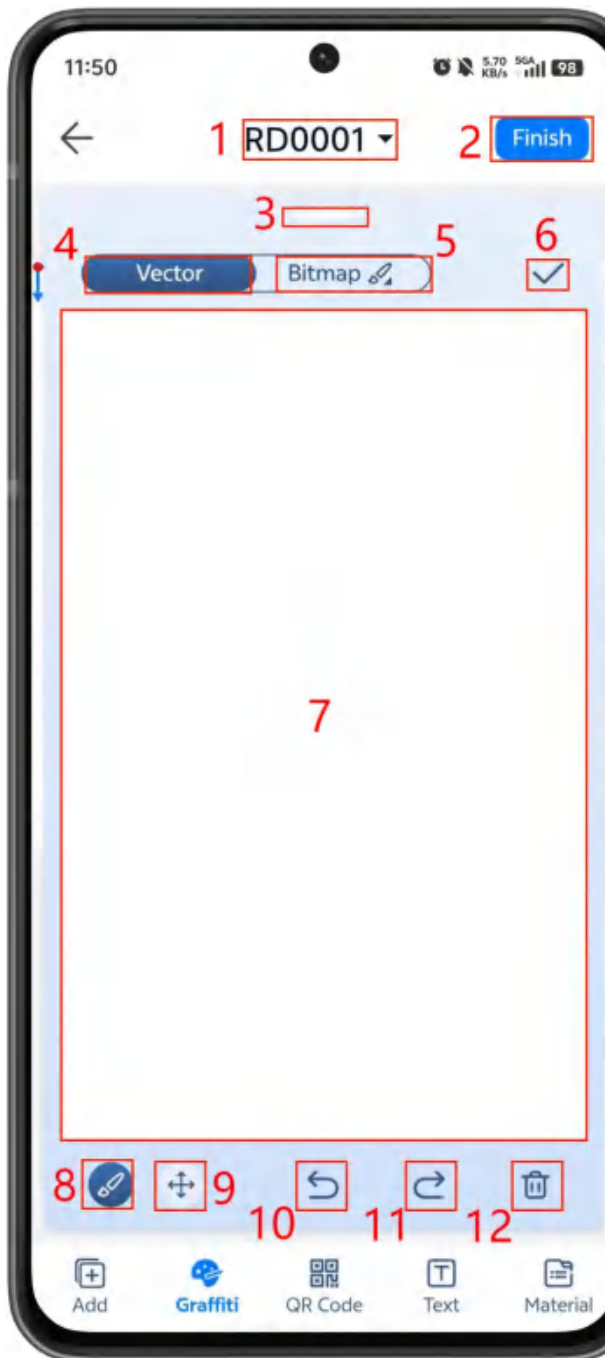 11:50
5.70 KB/s 5GA 98
1 RD0001 2 Finish
3
4 5 6
Vector Bitmap
7
8 9 10 11 12
Add Graffiti QR Code Text Material